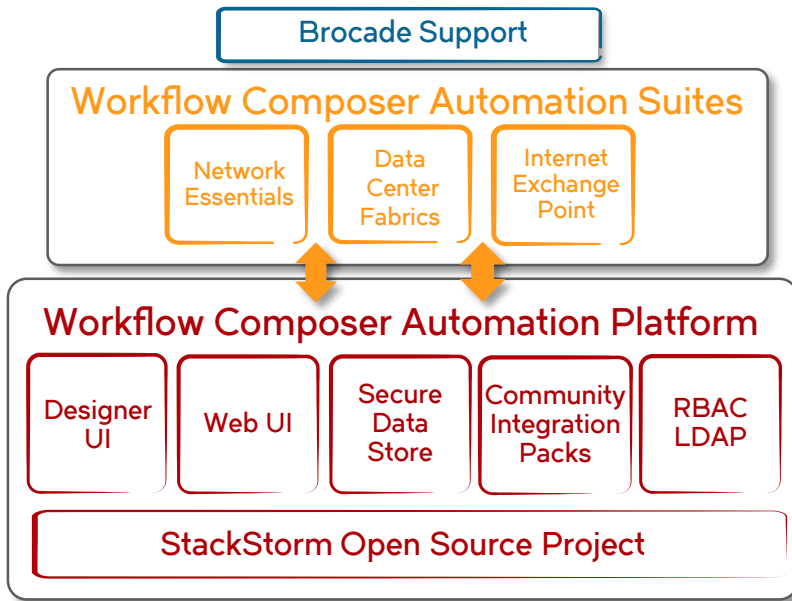 Brocade Support
Workflow Composer Automation Suites
Network
Essentials
Data
Center
Fabrics
Internet
Exchange
Point
Workflow Composer Automation Platform
Designer
UI
Web UI
Secure
Data
Store
Community
Integration
Packs
RBAC
LDAP
StackStorm Open Source Project